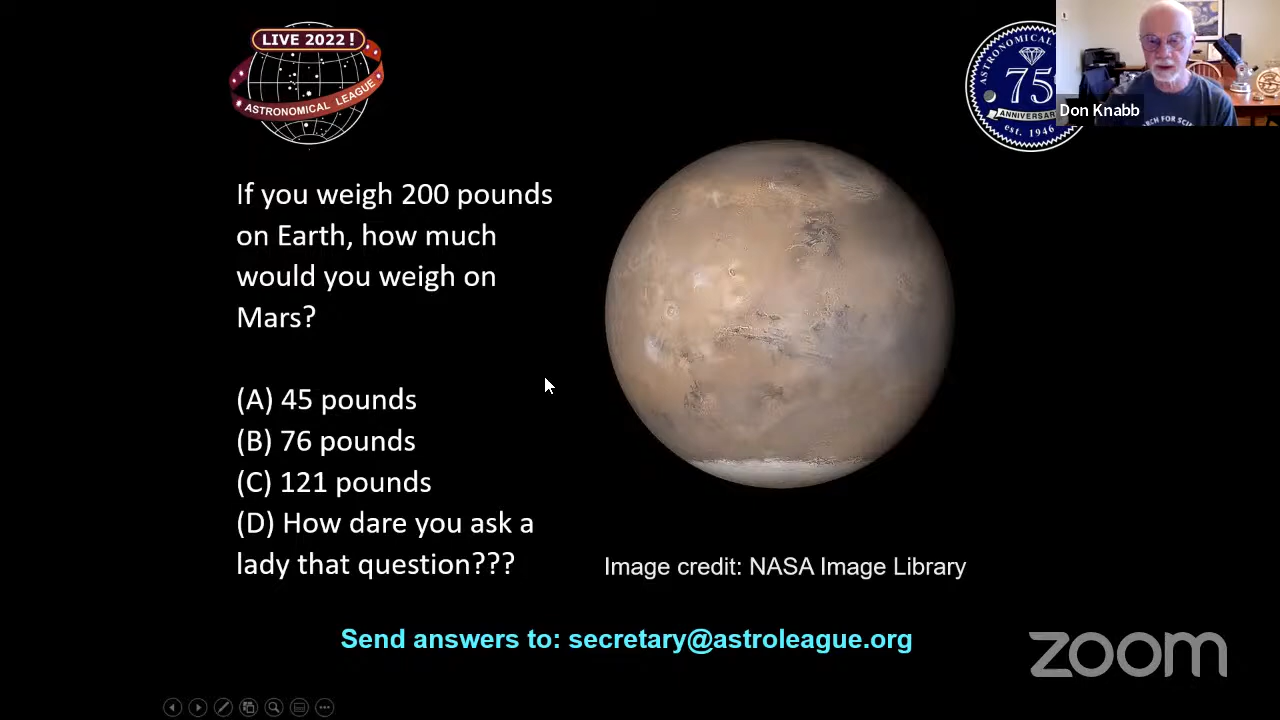 LIVE 2022!
ASTRONOMICAL LEAGUE
ASTRONOMICAL
75
ANNIVERSAR
est. 1946
Don Knabb
If you weigh 200 pounds
on Earth, how much
would you weigh on
Mars?
(A) 45 pounds
(B) 76 pounds
(C) 121 pounds
(D) How dare you ask a
lady that question???
Image credit: NASA Image Library
Send answers to: secretary@astroleague.org
zoom